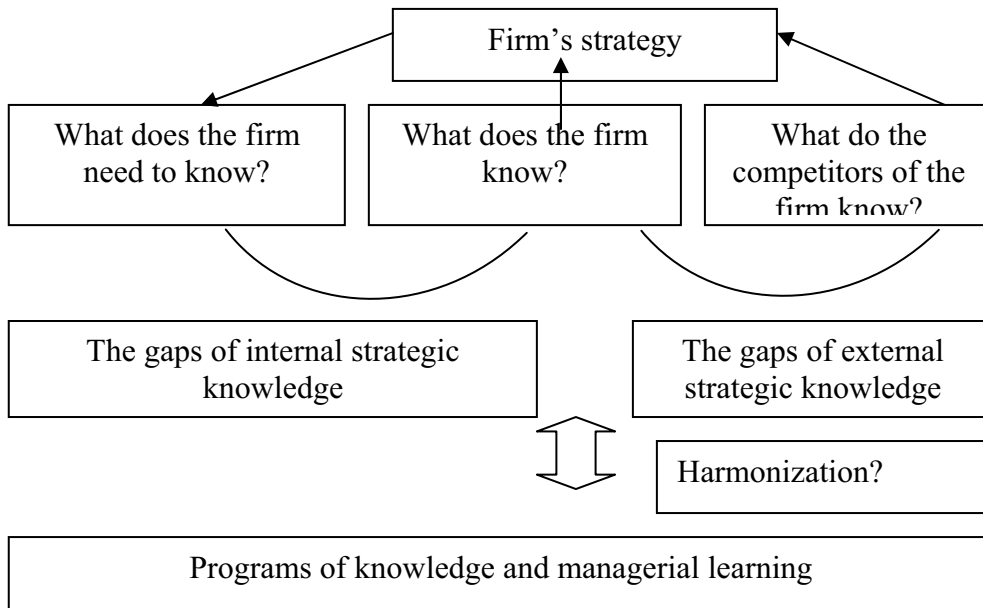 Firm’s strategy
What does the firm
need to know?
What does the firm
know?
What do the
competitors of the
firm know?
The gaps of internal strategic
knowledge
The gaps of external
strategic knowledge
Harmonization?
Programs of knowledge and managerial learning